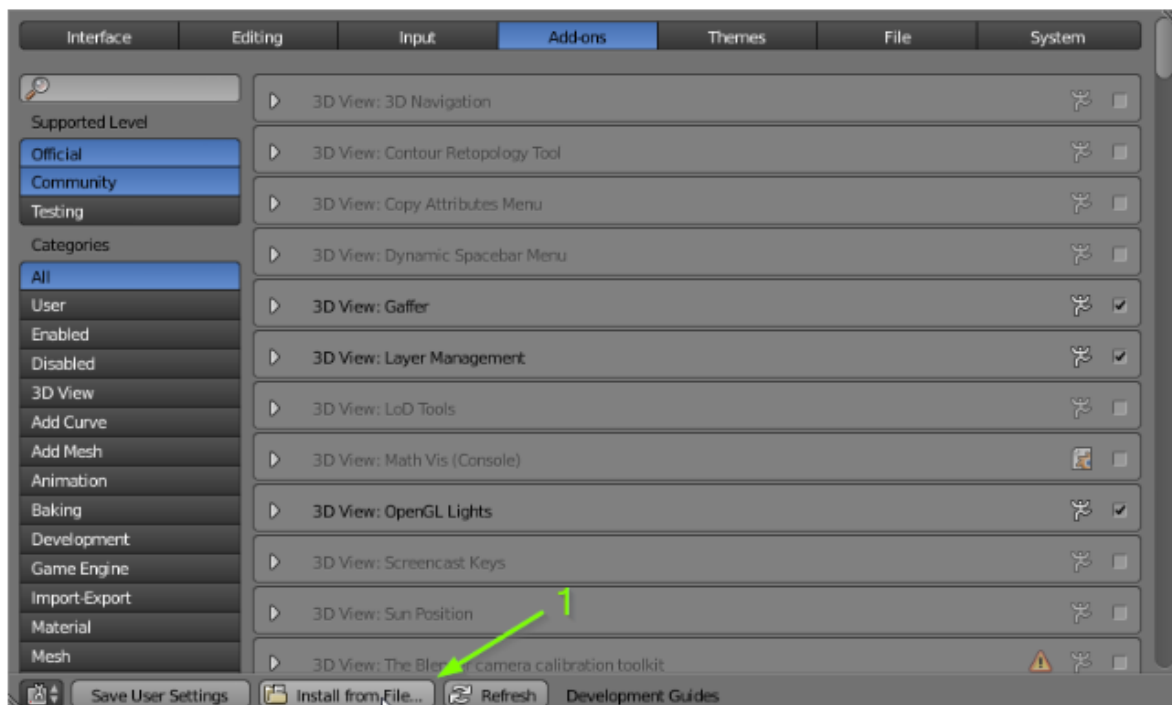 Interface Editing Input Add-ons Themes File System
Supported Level
Official
Community
Testing
Categories
All
User
Enabled
Disabled
3D View
Add Curve
Add Mesh
Animation
Baking
Development
Game Engine
Import-Export
Material
Mesh
3D View: 3D Navigation
3D View: Contour Retopology Tool
3D View: Copy Attributes Menu
3D View: Dynamic Spacebar Menu
3D View: Gaffer
3D View: Layer Management
3D View: LoD Tools
3D View: Math Vis (Console)
3D View: OpenGL Lights
3D View: Screencast Keys
3D View: Sun Position
3D View: The Blender camera calibration toolkit
1
Save User Settings Install from File... Refresh Development Guides